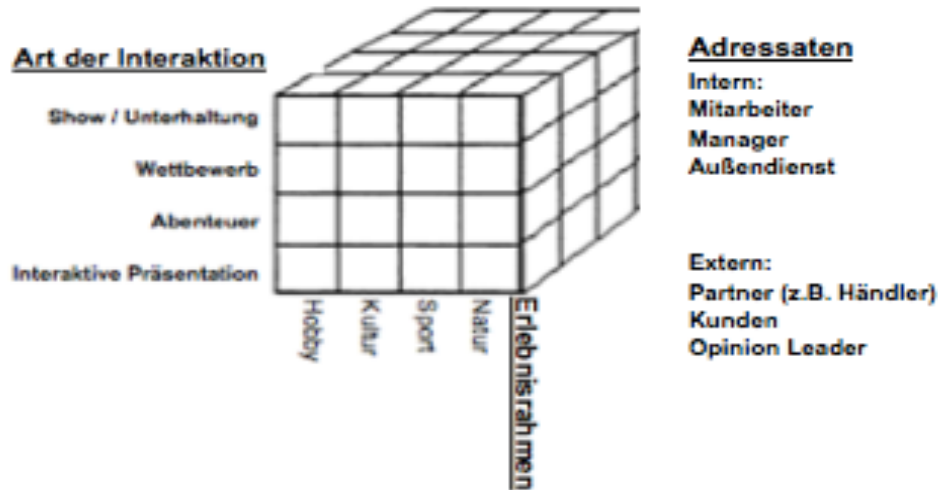 Art der Interaktion
Show / Unterhaltung
Wettbewerb
Abenteuer
Interaktive Präsentation
Hobby
Kultur
Sport
Natur
Erlebnisrahmen
Adressaten
Intern:
Mitarbeiter
Manager
Außendienst
Extern:
Partner (z.B. Händler)
Kunden
Opinion Leader